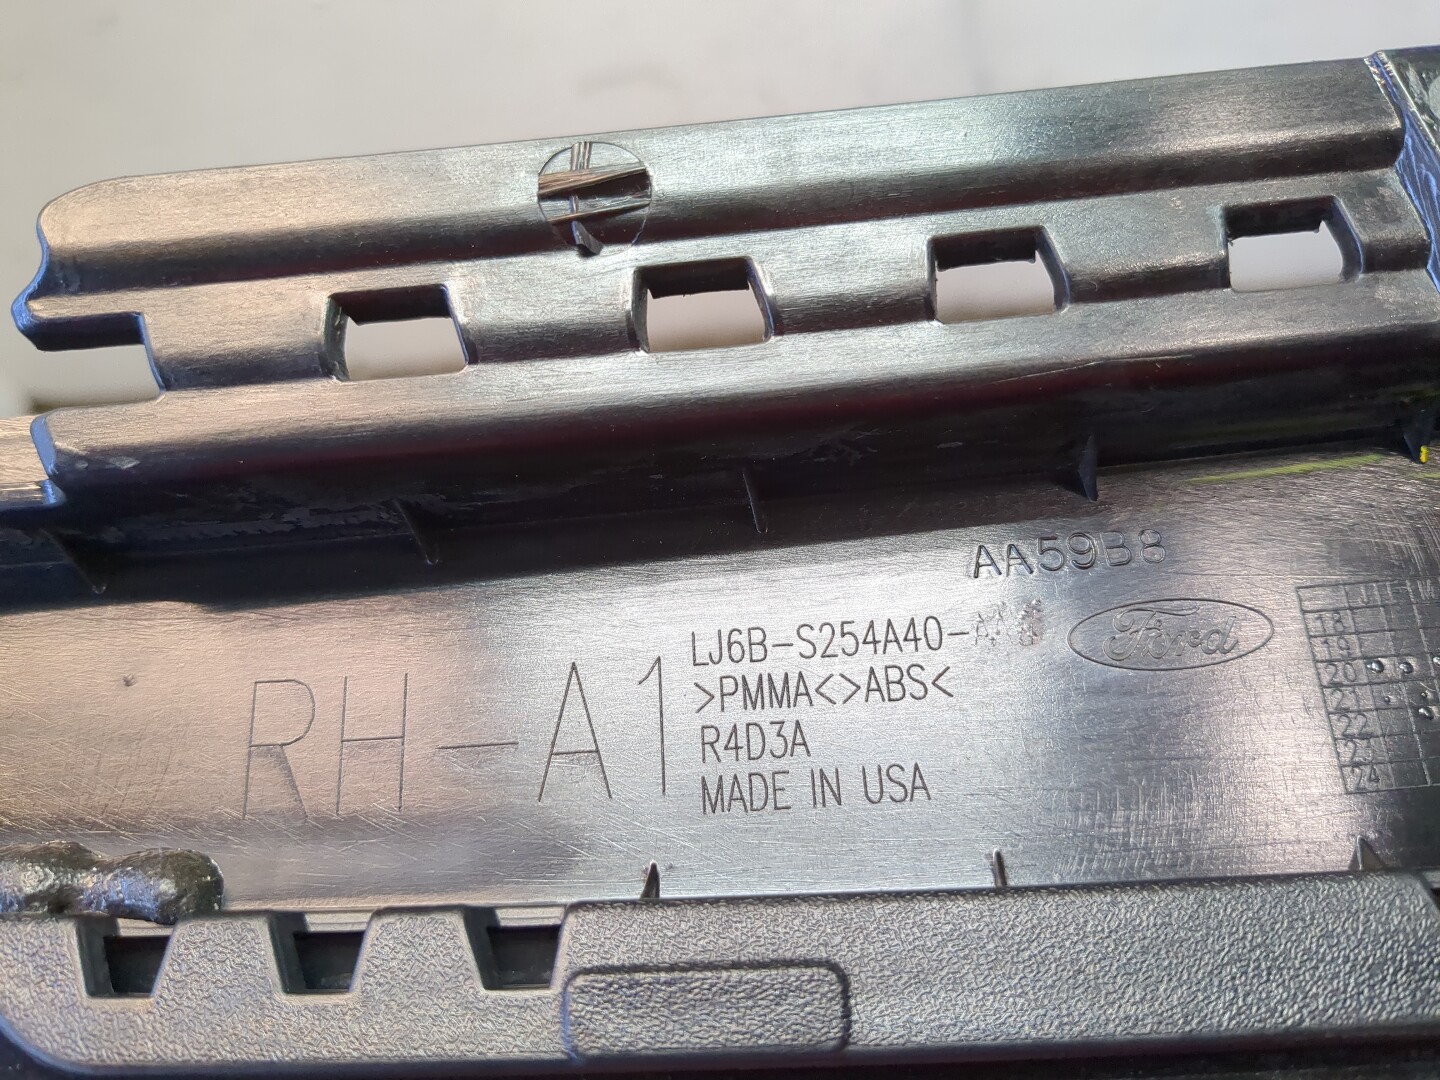 AA59B8
LJ6B-S254A40-
Ford
>PMMA<>ABS<
RH-A1
R4D3A
MADE IN USA
18
19
20
21
22
24